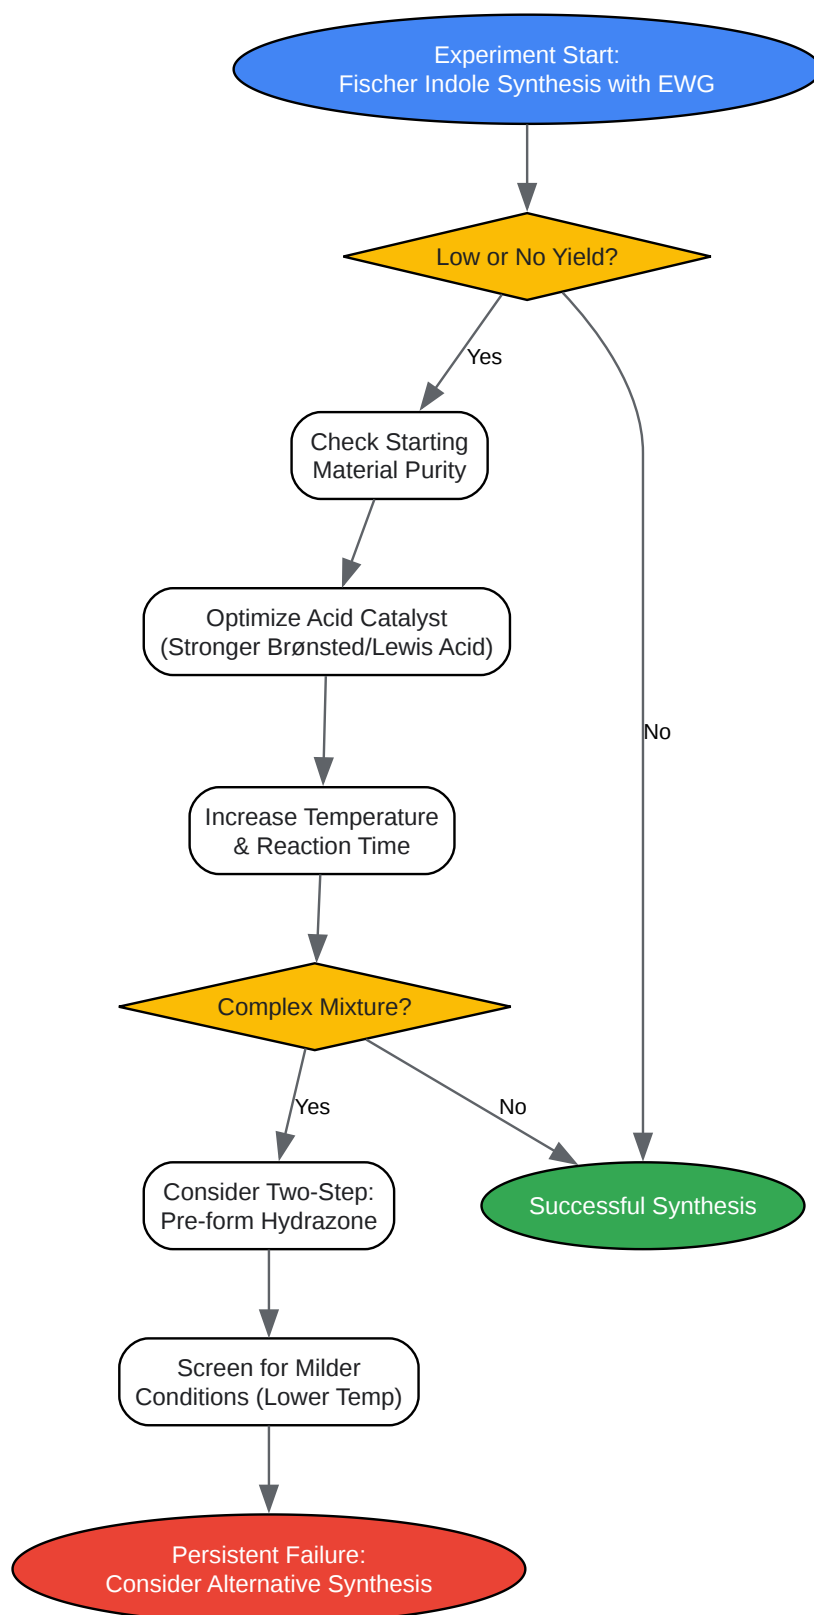 Experiment Start:
Fischer Indole Synthesis with EWG
Low or No Yield?
Yes
Check Starting
Material Purity
Optimize Acid Catalyst
(Stronger Brønsted/Lewis Acid)
No
Increase Temperature
& Reaction Time
Complex Mixture?
Yes
No
Consider Two-Step:
Pre-form Hydrazone
Successful Synthesis
Screen for Milder
Conditions (Lower Temp)
Persistent Failure:
Consider Alternative Synthesis